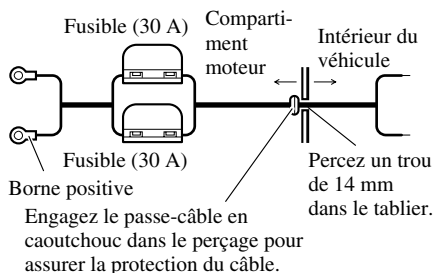 Fusible (30 A)
Comparti-
ment
moteur
Intérieur du
véhicule
Fusible (30 A)
Borne positive
Percez un trou
de 14 mm
dans le tablier.
Engagez le passe-câble en
caoutchouc dans le perçage pour
assurer la protection du câble.